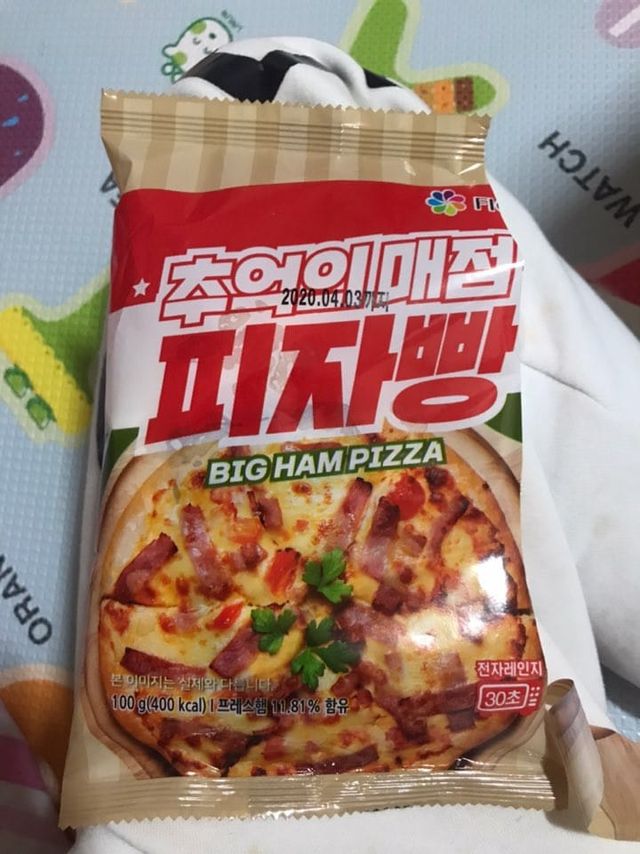 추억의 매점
2020.04.03까지
피자빵
BIG HAM PIZZA
본 이미지는 실제와 다릅니다.
100 g(400 kcal) | 프레스햄 11.81% 함유
전자레인지
30초
WATCH
ORAN